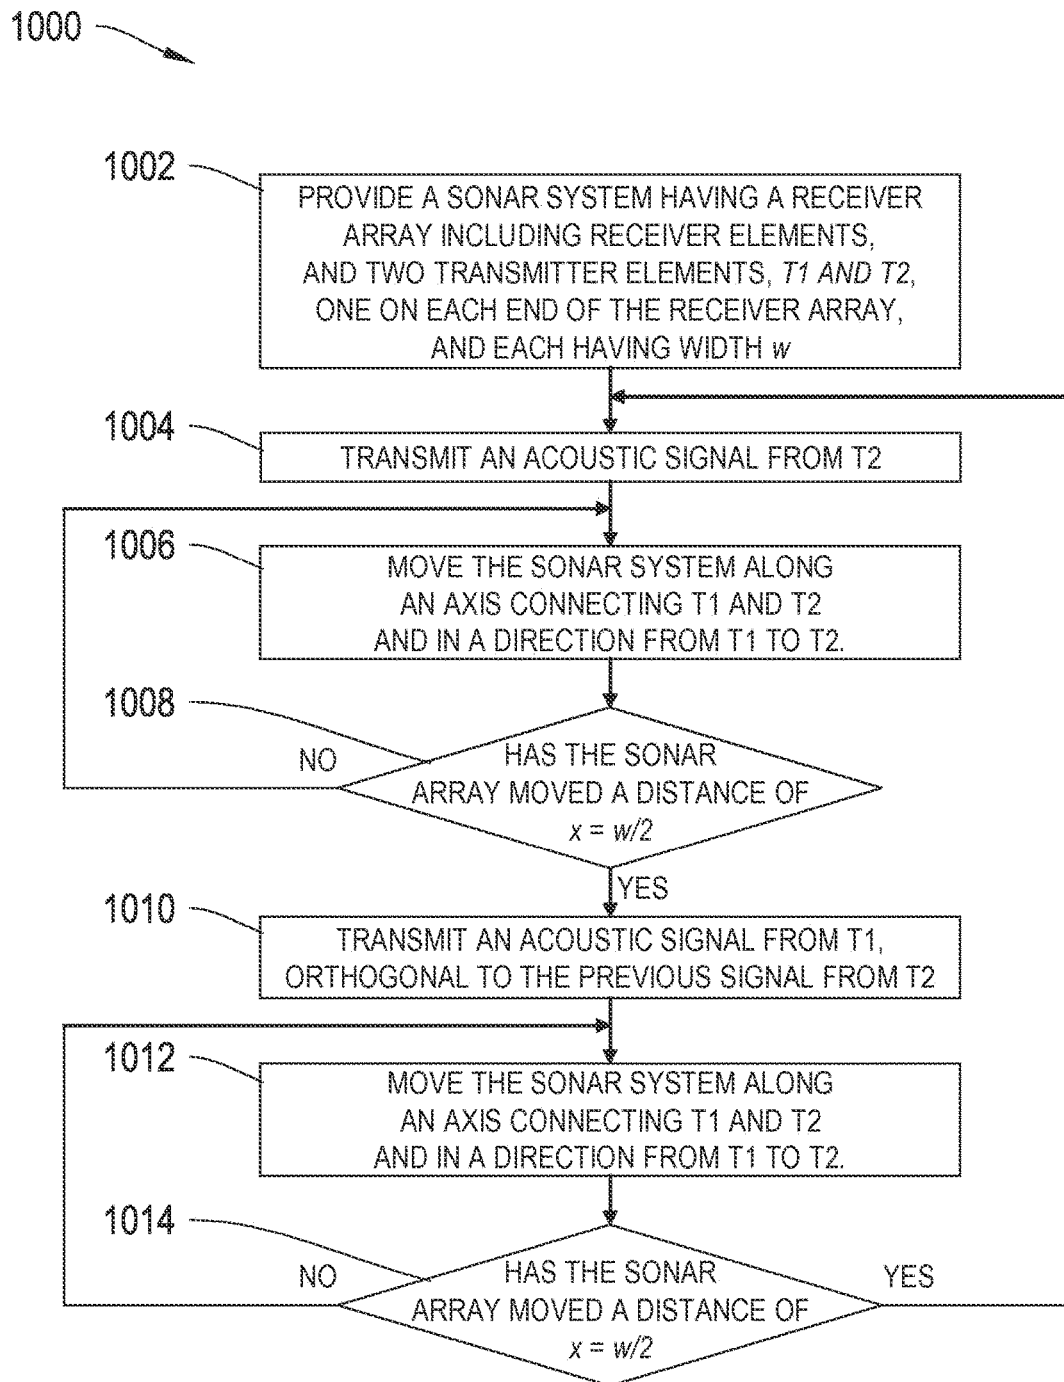 1000
1002
PROVIDE A SONAR SYSTEM HAVING A RECEIVER
ARRAY INCLUDING RECEIVER ELEMENTS,
AND TWO TRANSMITTER ELEMENTS, T1 AND T2,
ONE ON EACH END OF THE RECEIVER ARRAY,
AND EACH HAVING WIDTH w
1004
TRANSMIT AN ACOUSTIC SIGNAL FROM T2
1006
MOVE THE SONAR SYSTEM ALONG
AN AXIS CONNECTING T1 AND T2
AND IN A DIRECTION FROM T1 TO T2.
1008
NO
HAS THE SONAR
ARRAY MOVED A DISTANCE OF
x = w/2
YES
1010
TRANSMIT AN ACOUSTIC SIGNAL FROM T1,
ORTHOGONAL TO THE PREVIOUS SIGNAL FROM T2
1012
MOVE THE SONAR SYSTEM ALONG
AN AXIS CONNECTING T1 AND T2
AND IN A DIRECTION FROM T1 TO T2.
1014
NO
HAS THE SONAR
ARRAY MOVED A DISTANCE OF
x = w/2
YES